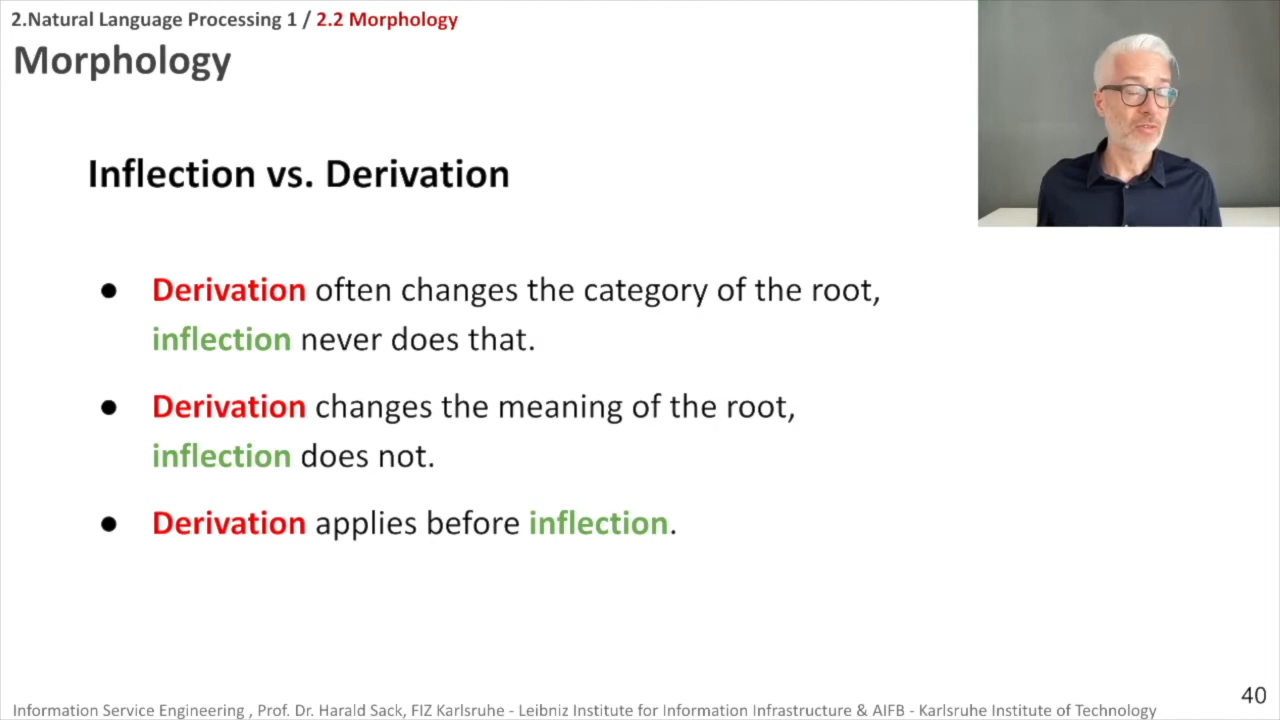 2.Natural Language Processing 1 / 2.2 Morphology
Morphology
Inflection vs. Derivation
● Derivation often changes the category of the root,
inflection never does that.
● Derivation changes the meaning of the root,
inflection does not.
● Derivation applies before inflection.
40
Information Service Engineering , Prof. Dr. Harald Sack, FIZ Karlsruhe - Leibniz Institute for Information Infrastructure & AIFB - Karlsruhe Institute of Technology